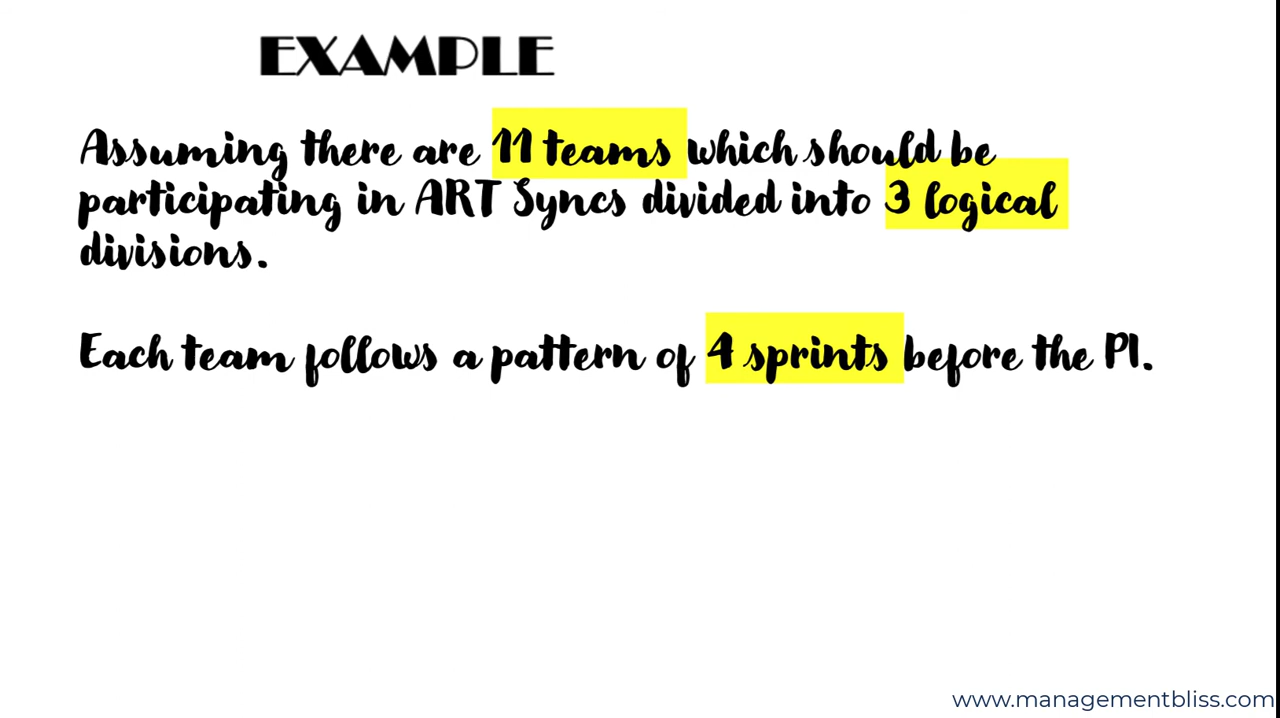 EXAMPLE
Assuming there are 11 teams which should be
participating in ART Syncs divided into 3 logical
divisions.
Each team follows a pattern of 4 sprints before the PI.
www.managementbliss.com